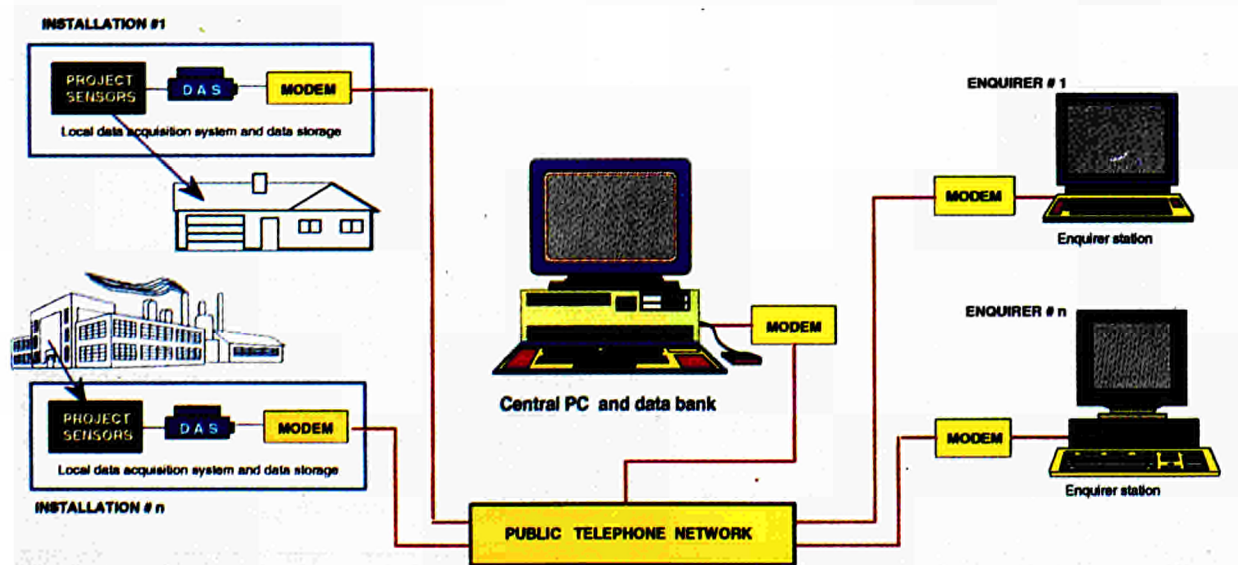 INSTALLATION #1
PROJECT
SENSORS
DAS
MODEM
Local data acquisition system and data storage
ENQUIRER # 1
MODEM
Enquirer station
MODEM
Central PC and data bank
ENQUIRER # n
MODEM
Enquirer station
PROJECT
SENSORS
DAS
MODEM
Local data acquisition system and data storage
INSTALLATION # n
PUBLIC TELEPHONE NETWORK